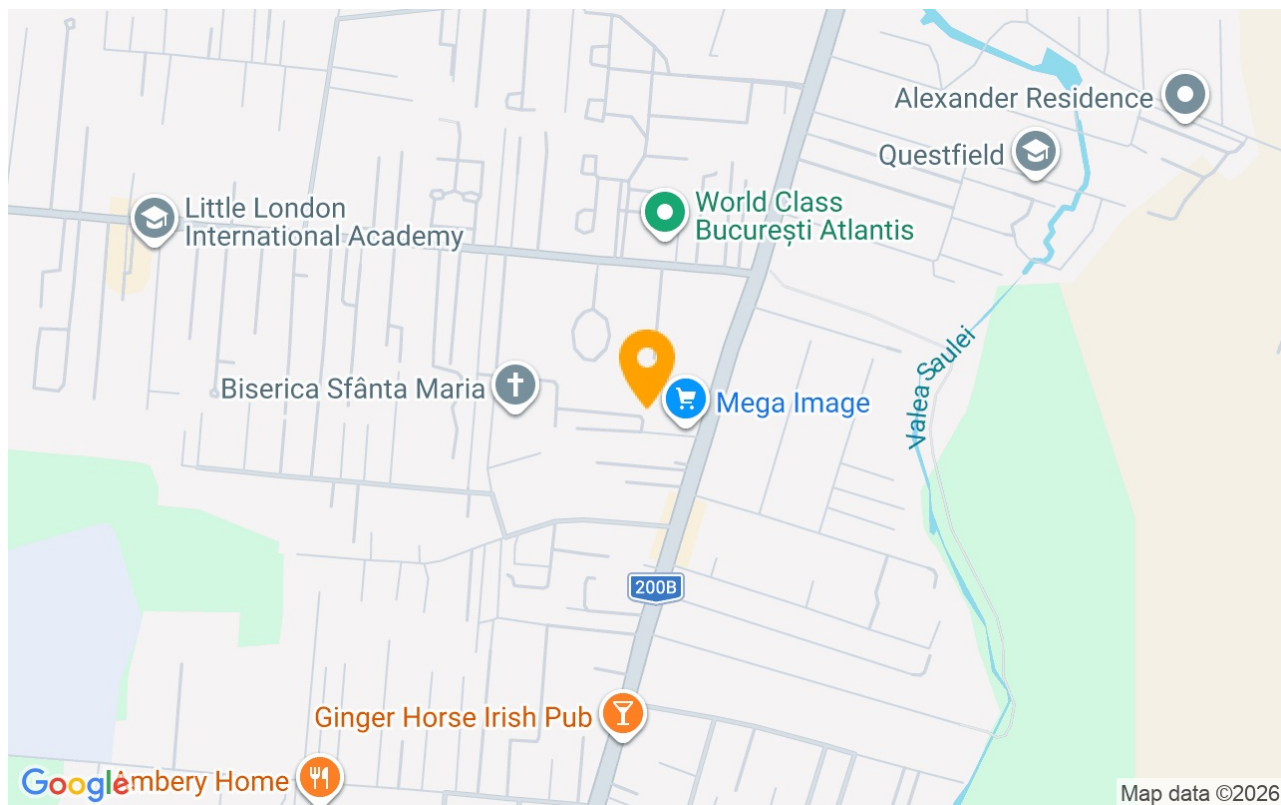 Alexander Residence
Questfield
Little London
International Academy
World Class
București Atlantis
Valea Saulei
Biserica Sfânta Maria
Mega Image
200B
Ginger Horse Irish Pub
Ambery Home
Google
Map data ©2026